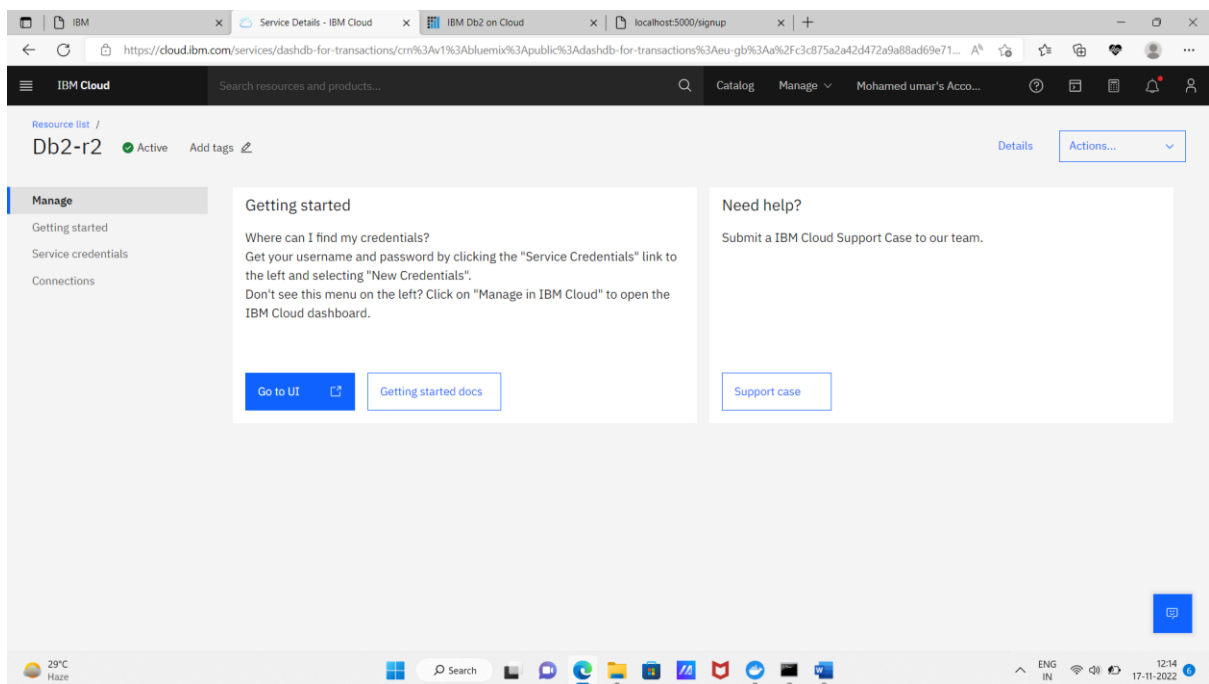 IBM
Service Details - IBM Cloud
IBM Db2 on Cloud
localhost:5000/signup
https://cloud.ibm.com/services/dashdb-for-transactions/crn%3Av1%3Abluemix%3Apublic%3Adashdb-for-transactions%3Aeu-gb%3Aa%2Fc3c875a2a42d472a9a88ad69e71...
IBM Cloud
Search resources and products...
Catalog
Manage
Mohamed umar's Acco...
Resource list /
Db2-r2
Active
Add tags
Details
Actions...
Manage
Getting started
Service credentials
Connections
Getting started
Where can I find my credentials?
Get your username and password by clicking the "Service Credentials" link to
the left and selecting "New Credentials".
Don't see this menu on the left? Click on "Manage in IBM Cloud" to open the
IBM Cloud dashboard.
Go to UI
Getting started docs
Need help?
Submit a IBM Cloud Support Case to our team.
Support case
29°C
Haze
Search
ENG
IN
12:14
17-11-2022
6